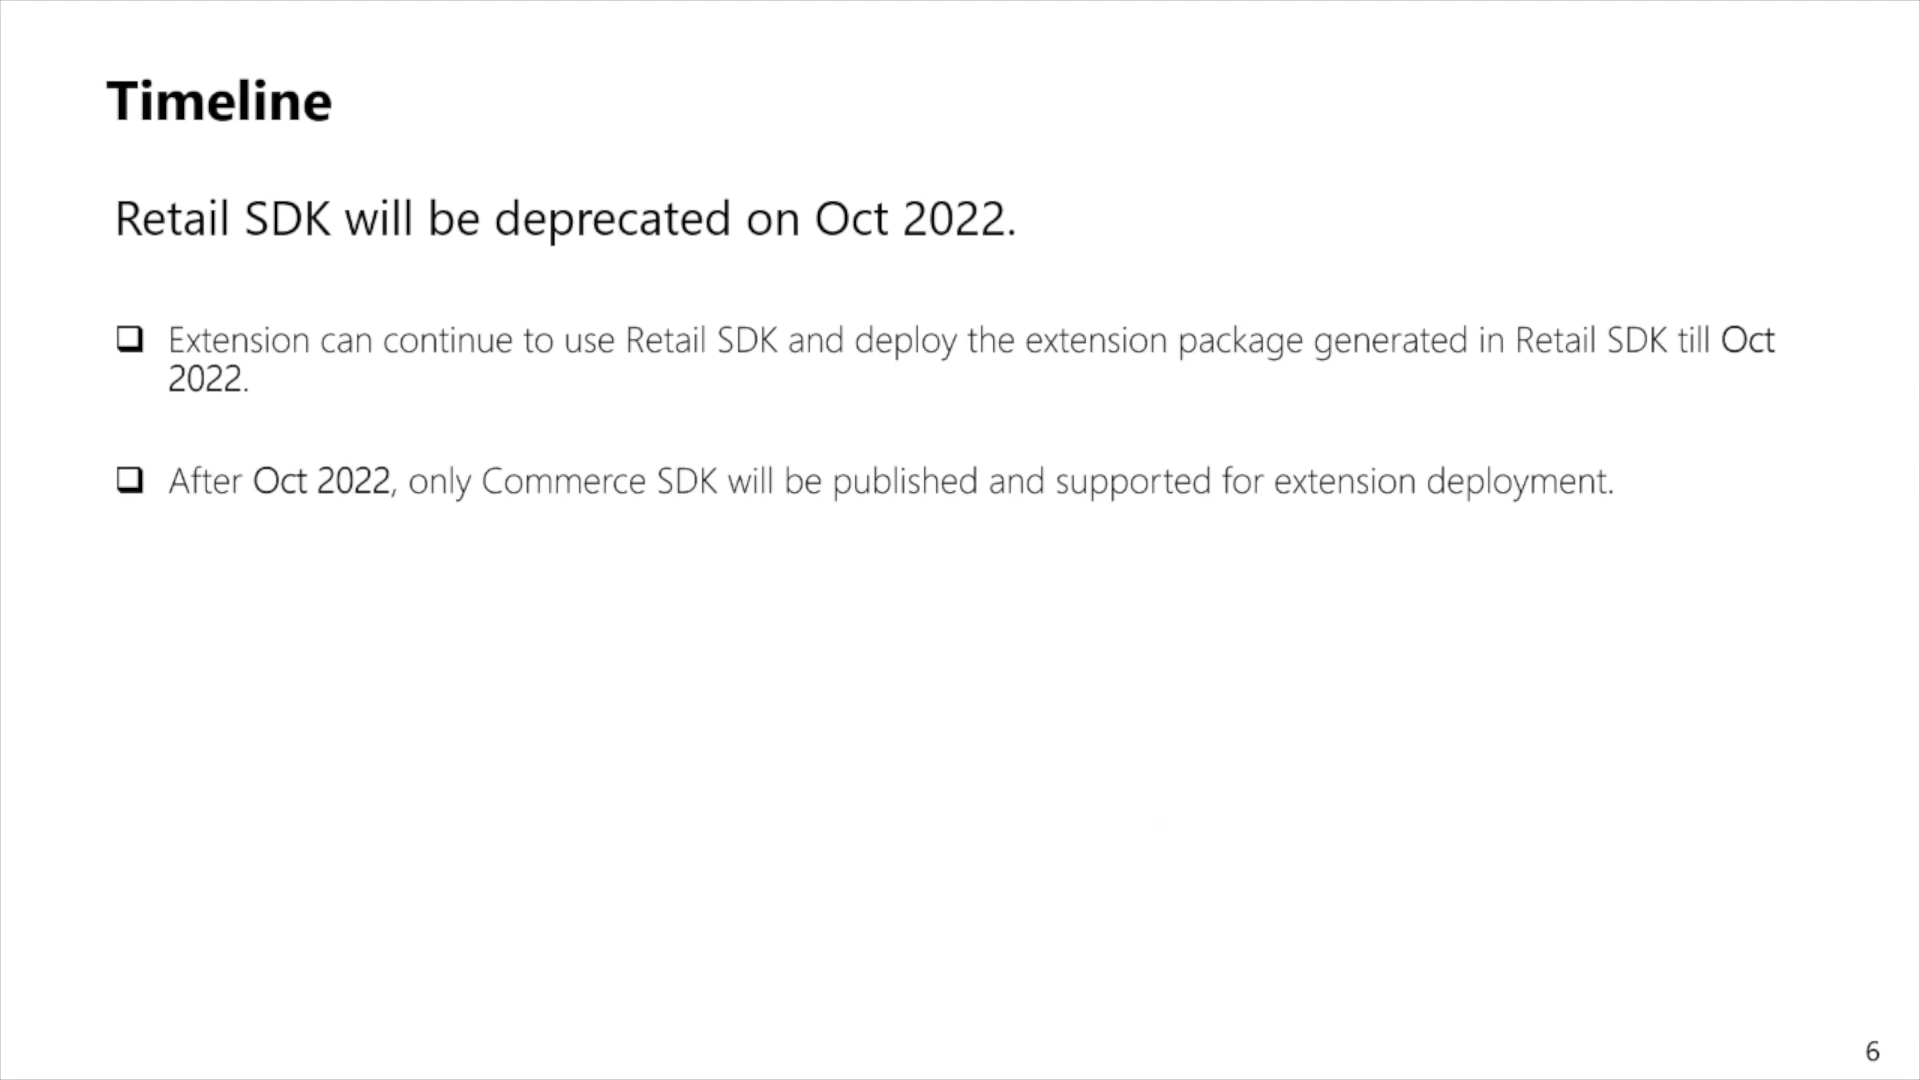 Timeline
Retail SDK will be deprecated on Oct 2022.
Extension can continue to use Retail SDK and deploy the extension package generated in Retail SDK till Oct
2022.
After Oct 2022, only Commerce SDK will be published and supported for extension deployment.
6